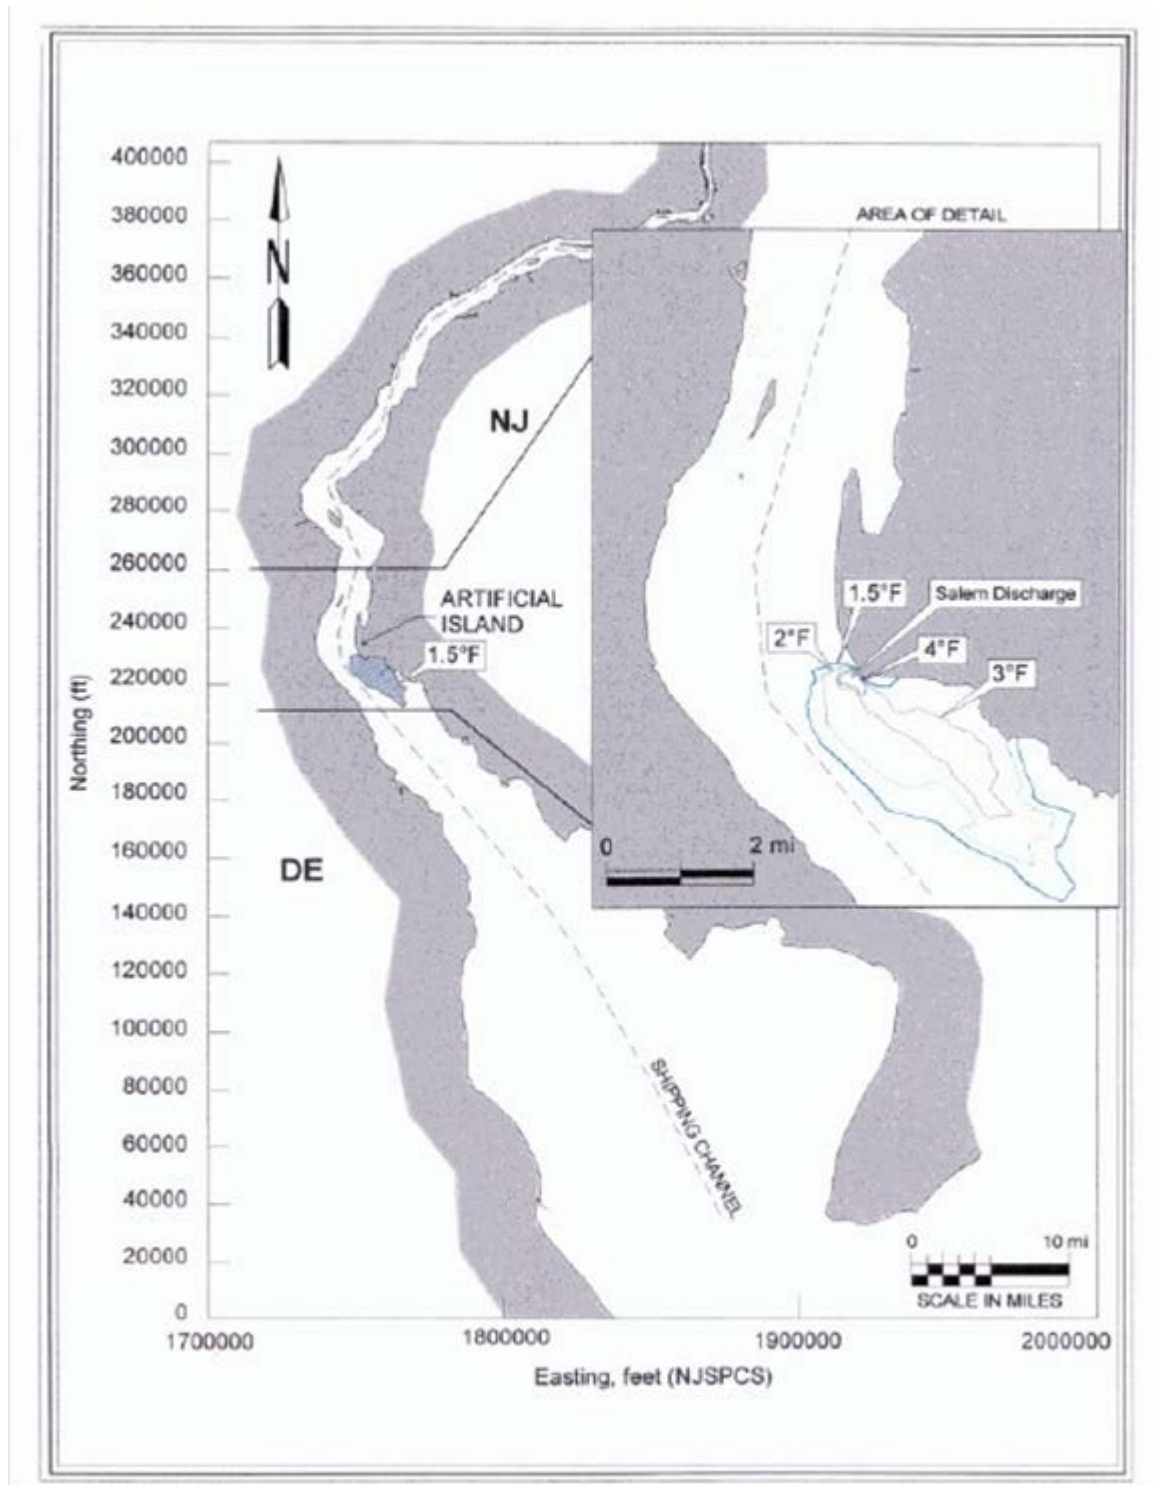 400000
380000
360000
340000
320000
300000
280000
260000
240000
220000
200000
180000
160000
140000
120000
100000
80000
60000
40000
20000
0
Northing (ft)
1700000
1800000
1900000
2000000
Easting, feet (NJSPCS)
N
NJ
DE
ARTIFICIAL
ISLAND
1.5°F
SHIPPING CHANNEL
AREA OF DETAIL
1.5°F
Salem Discharge
2°F
4°F
3°F
0
2 mi
0
10 mi
SCALE IN MILES